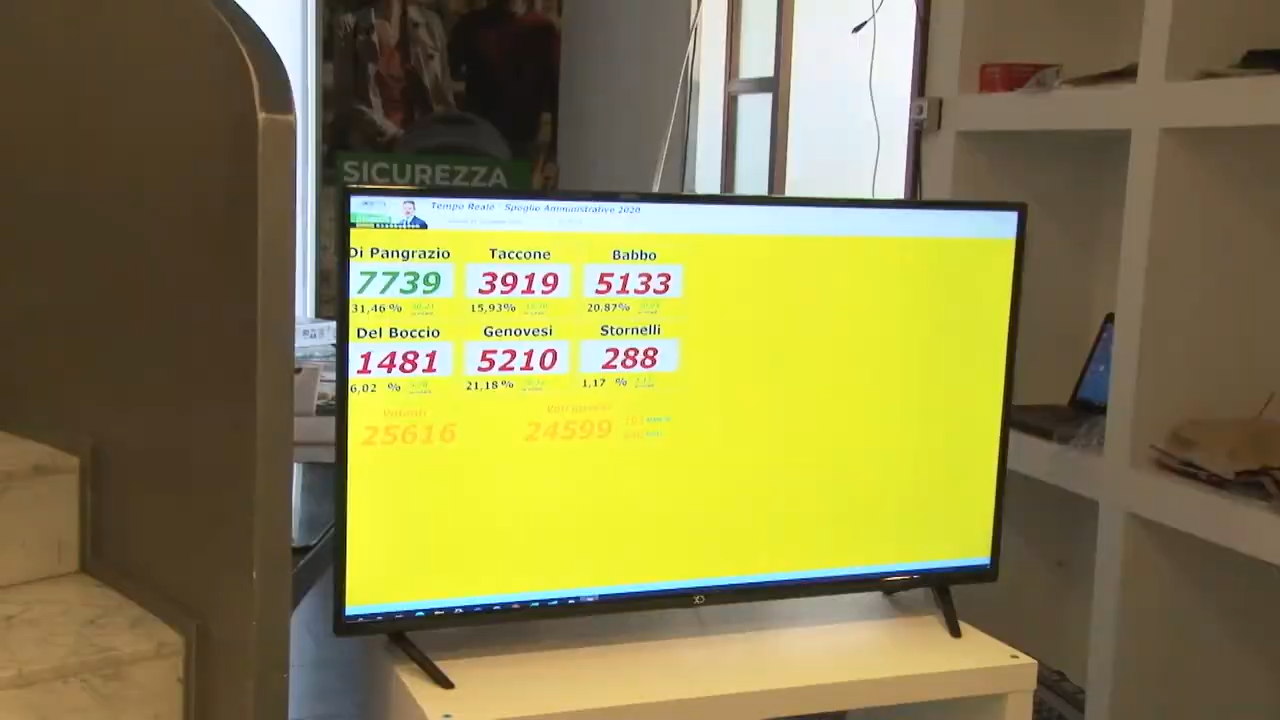 SICUREZZA
Tempo Reale - Spoglio Amministrative 2020
Di Pangrazio Taccone Babbo
7739 3919 5133
31,46 % 15,93% 20.87%
Del Boccio Genovesi Stornelli
1481 5210 288
6,02 % 21,18 % 1,17 %
Votanti
25616 24599